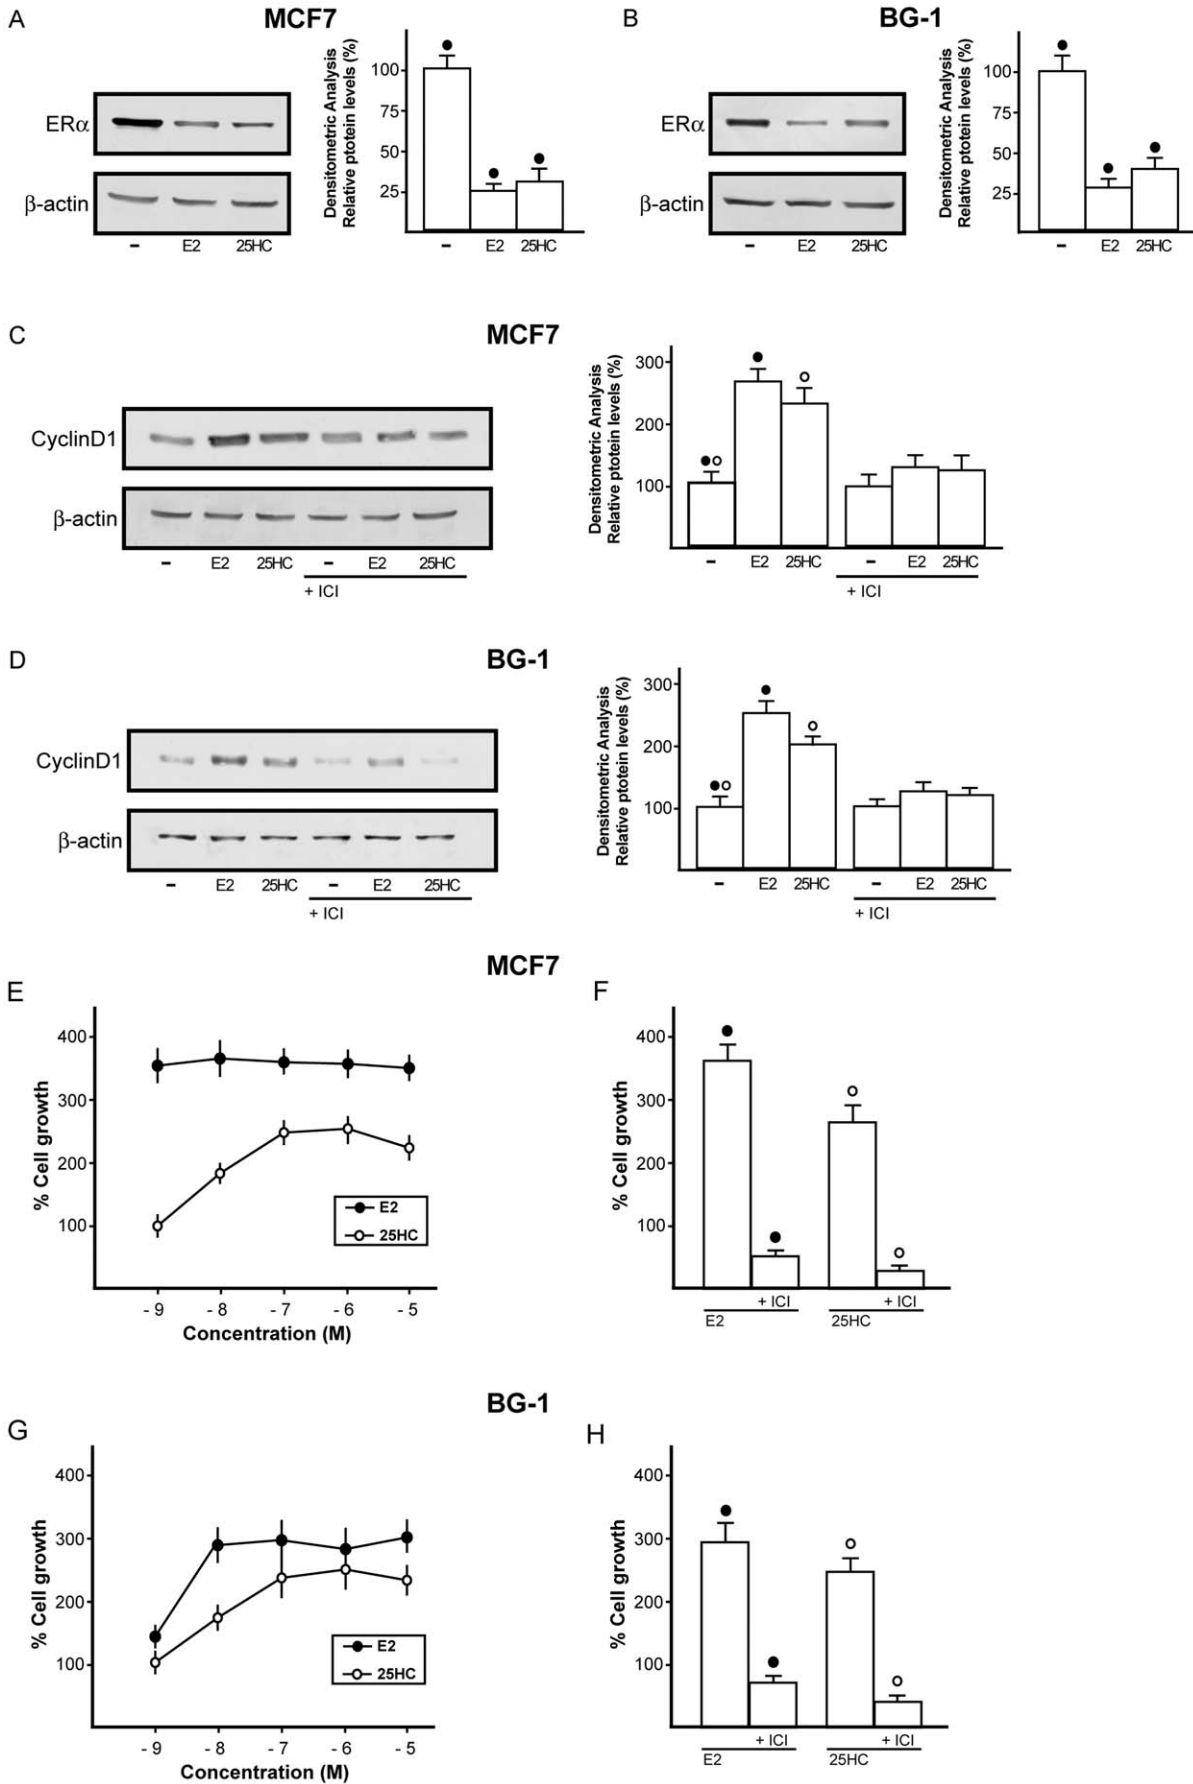 A
MCF7
ERα
β-actin
– E2 25HC
Densitometric Analysis
Relative ptotein levels (%)
100
75
50
25
– E2 25HC
B
BG-1
ERα
β-actin
– E2 25HC
Densitometric Analysis
Relative ptotein levels (%)
100
75
50
25
– E2 25HC
C
MCF7
CyclinD1
β-actin
– E2 25HC – E2 25HC
+ ICI
Densitometric Analysis
Relative ptotein levels (%)
300
200
100
– E2 25HC – E2 25HC
+ ICI
D
BG-1
CyclinD1
β-actin
– E2 25HC – E2 25HC
+ ICI
Densitometric Analysis
Relative ptotein levels (%)
300
200
100
– E2 25HC – E2 25HC
+ ICI
MCF7
E
% Cell growth
400
300
200
100
E2
25HC
- 9 - 8 - 7 - 6 - 5
Concentration (M)
F
% Cell growth
400
300
200
100
+ ICI + ICI
E2 25HC
BG-1
G
% Cell growth
400
300
200
100
E2
25HC
- 9 - 8 - 7 - 6 - 5
Concentration (M)
H
% Cell growth
400
300
200
100
+ ICI + ICI
E2 25HC